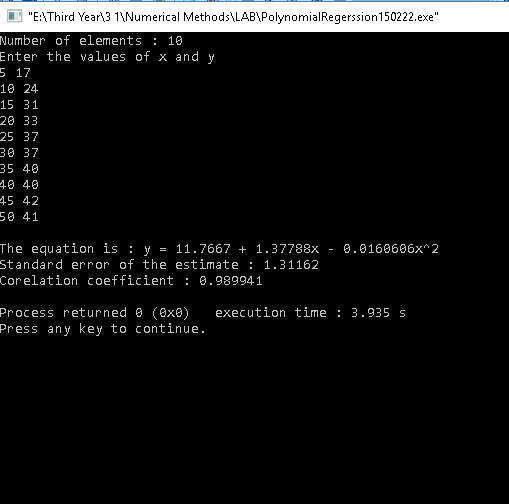 "E:\Third Year\3 1\Numerical Methods\LAB\PolynomialRegerssion150222.exe"
Number of elements : 10
Enter the values of x and y
5 17
10 24
15 31
20 33
25 37
30 37
35 40
40 40
45 42
50 41
The equation is : y = 11.7667 + 1.37788x - 0.0160606x^2
Standard error of the estimate : 1.31162
Corelation coefficient : 0.989941
Process returned 0 (0x0)   execution time : 3.935 s
Press any key to continue.